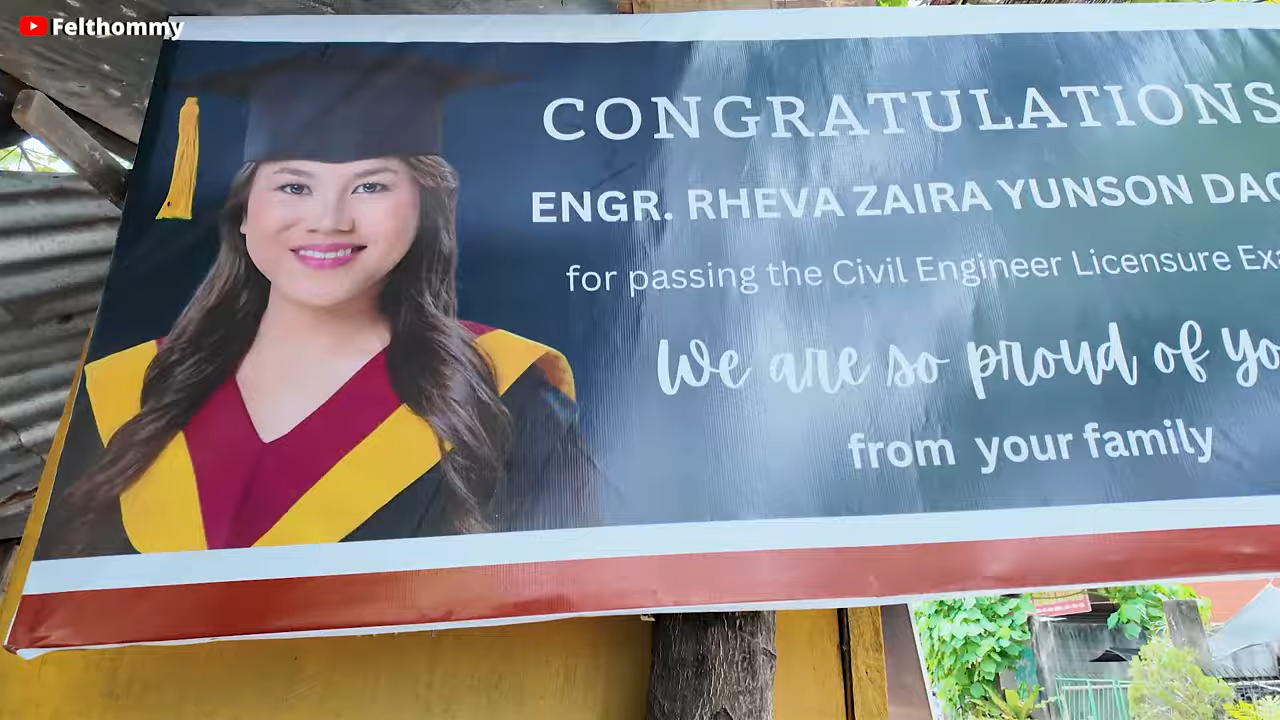 Felthommy
CONGRATULATIONS
ENGR. RHEVA ZAIRA YUNSON
for passing the Civil Engineer Licensure
We are so proud of
from your family